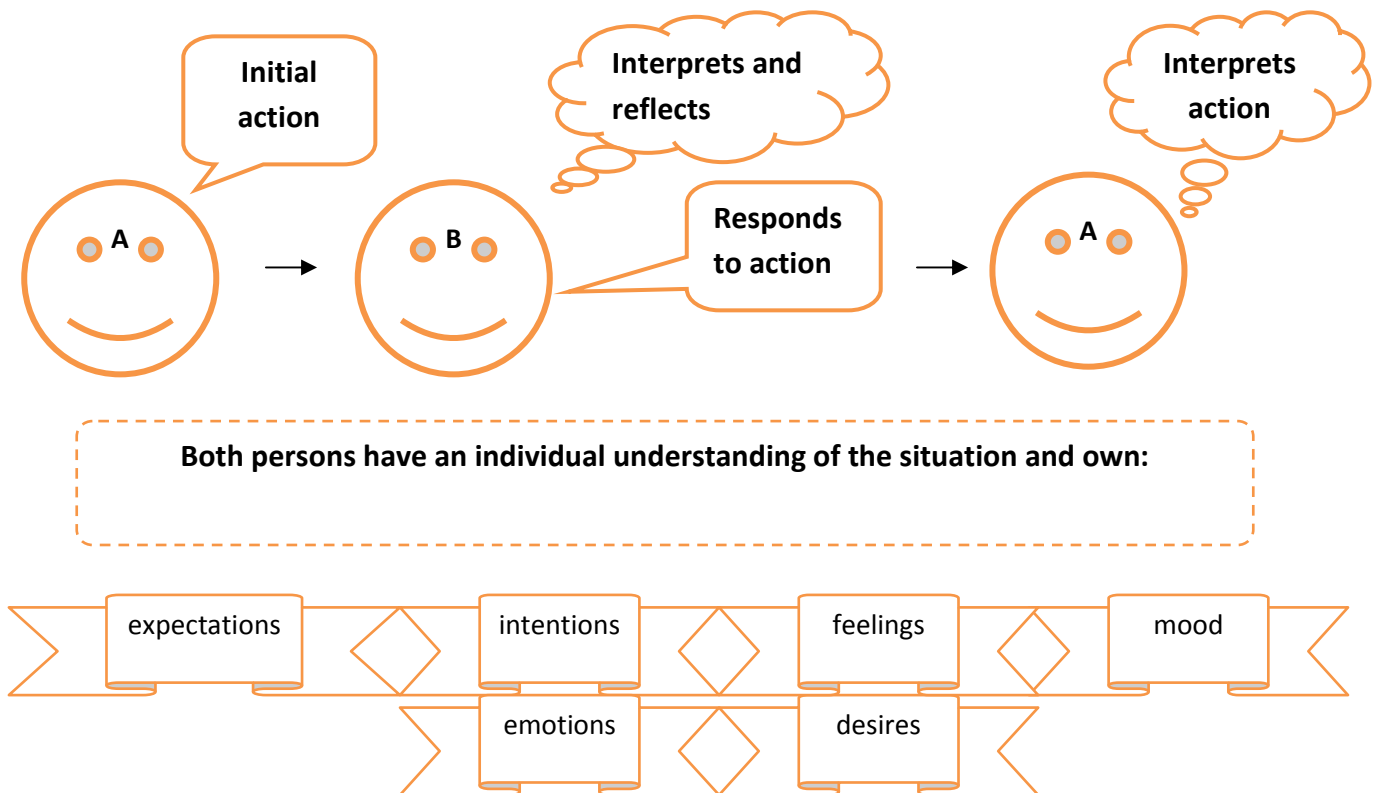 Initial
action
Interprets and
reflects
Interprets
action
Responds
to action
A
B
A
Both persons have an individual understanding of the situation and own:
expectations
intentions
feelings
mood
emotions
desires